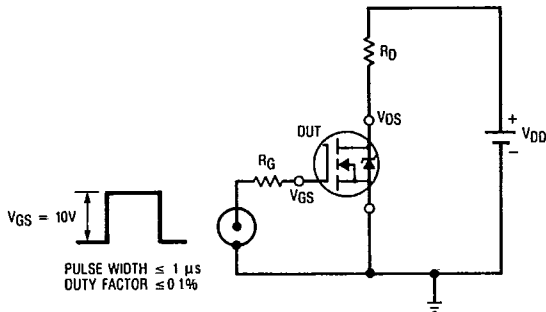 RD
VDS
DUT
+
VDD
−
RG
VGS
VGS = 10V
PULSE WIDTH ≤ 1 µs
DUTY FACTOR ≤ 0 1%